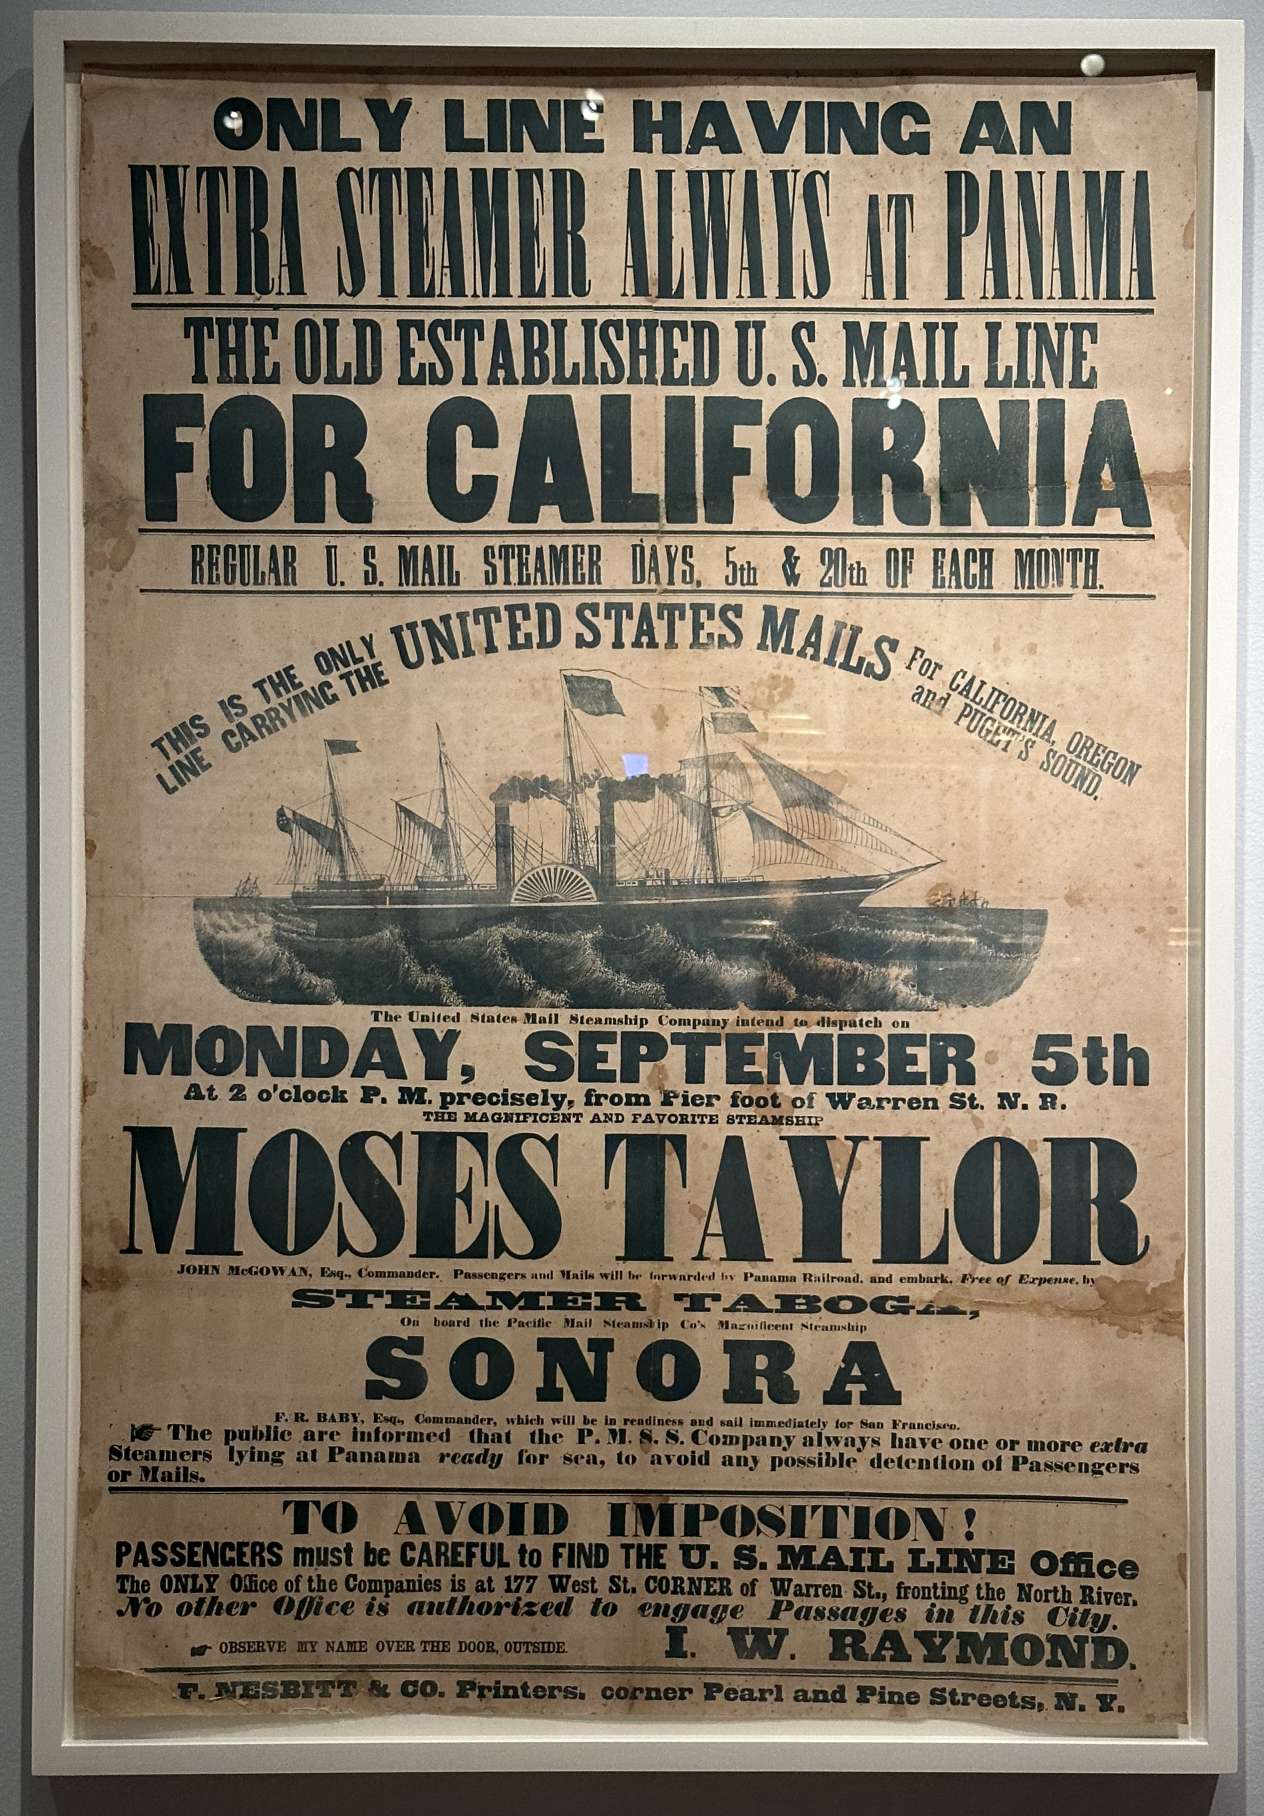 ONLY LINE HAVING AN
EXTRA STEAMER ALWAYS AT PANAMA
THE OLD ESTABLISHED U. S. MAIL LINE
FOR CALIFORNIA
REGULAR U. S. MAIL STEAMER DAYS, 5th & 20th OF EACH MONTH.
THIS IS THE ONLY
LINE CARRYING THE
UNITED STATES MAILS
For CALIFORNIA, OREGON
and PUGET'S SOUND.
The United States Mail Steamship Company intend to dispatch on
MONDAY, SEPTEMBER 5th
At 2 o'clock P. M. precisely, from Pier foot of Warren St. N. R.
THE MAGNIFICENT AND FAVORITE STEAMSHIP
MOSES TAYLOR
JOHN McGOWAN, Esq., Commander. Passengers and Mails will be forwarded by Panama Railroad, and embark, Free of Expense, by
STEAMER TABOGA,
On board the Pacific Mail Steamship Co's Magnificent Steamship
SONORA
F. R. BABY, Esq., Commander, which will be in readiness and sail immediately for San Francisco.
☛ The public are informed that the P. M. S. S. Company always have one or more extra
Steamers lying at Panama ready for sea, to avoid any possible detention of Passengers
or Mails.
TO AVOID IMPOSITION!
PASSENGERS must be CAREFUL to FIND THE U. S. MAIL LINE Office
The ONLY Office of the Companies is at 177 West St. CORNER of Warren St., fronting the North River.
No other Office is authorized to engage Passages in this City.
☛ OBSERVE MY NAME OVER THE DOOR, OUTSIDE.
I. W. RAYMOND.
F. NESBITT & CO. Printers, corner Pearl and Pine Streets, N. Y.